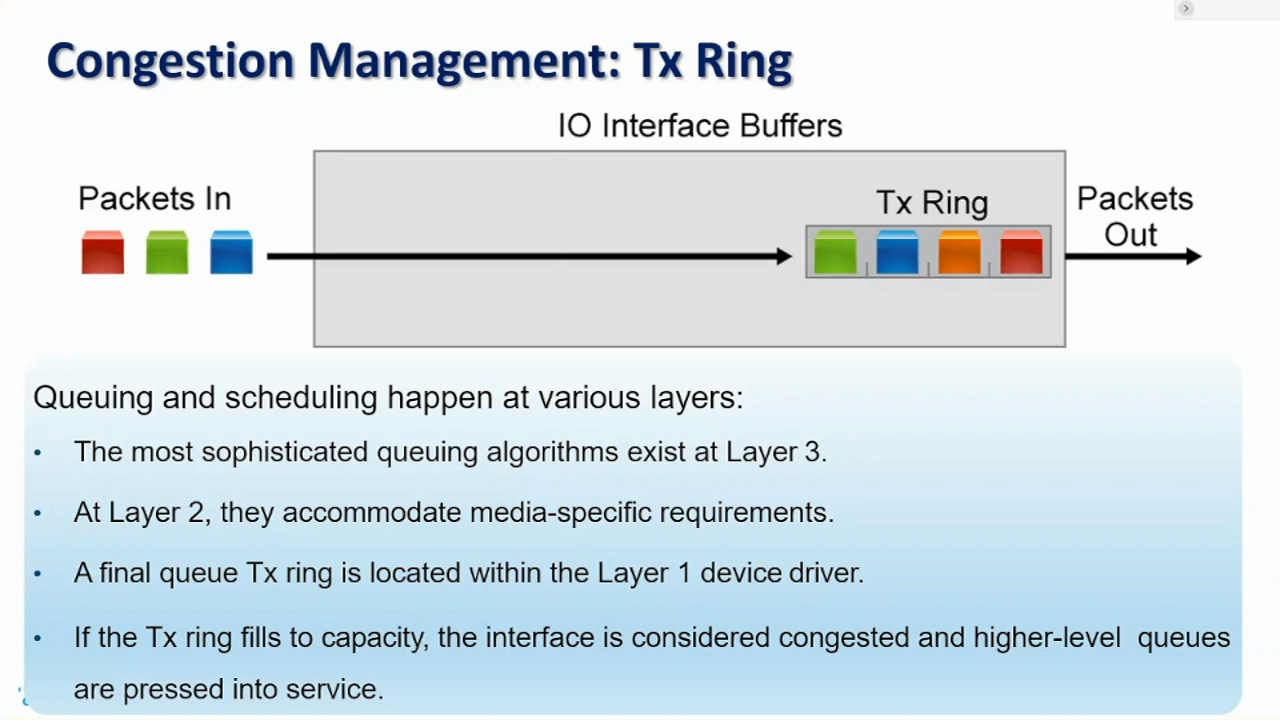 Congestion Management: Tx Ring
IO Interface Buffers
Packets In
Tx Ring
Packets
Out
Queuing and scheduling happen at various layers:
• The most sophisticated queuing algorithms exist at Layer 3.
• At Layer 2, they accommodate media-specific requirements.
• A final queue Tx ring is located within the Layer 1 device driver.
• If the Tx ring fills to capacity, the interface is considered congested and higher-level queues
are pressed into service.